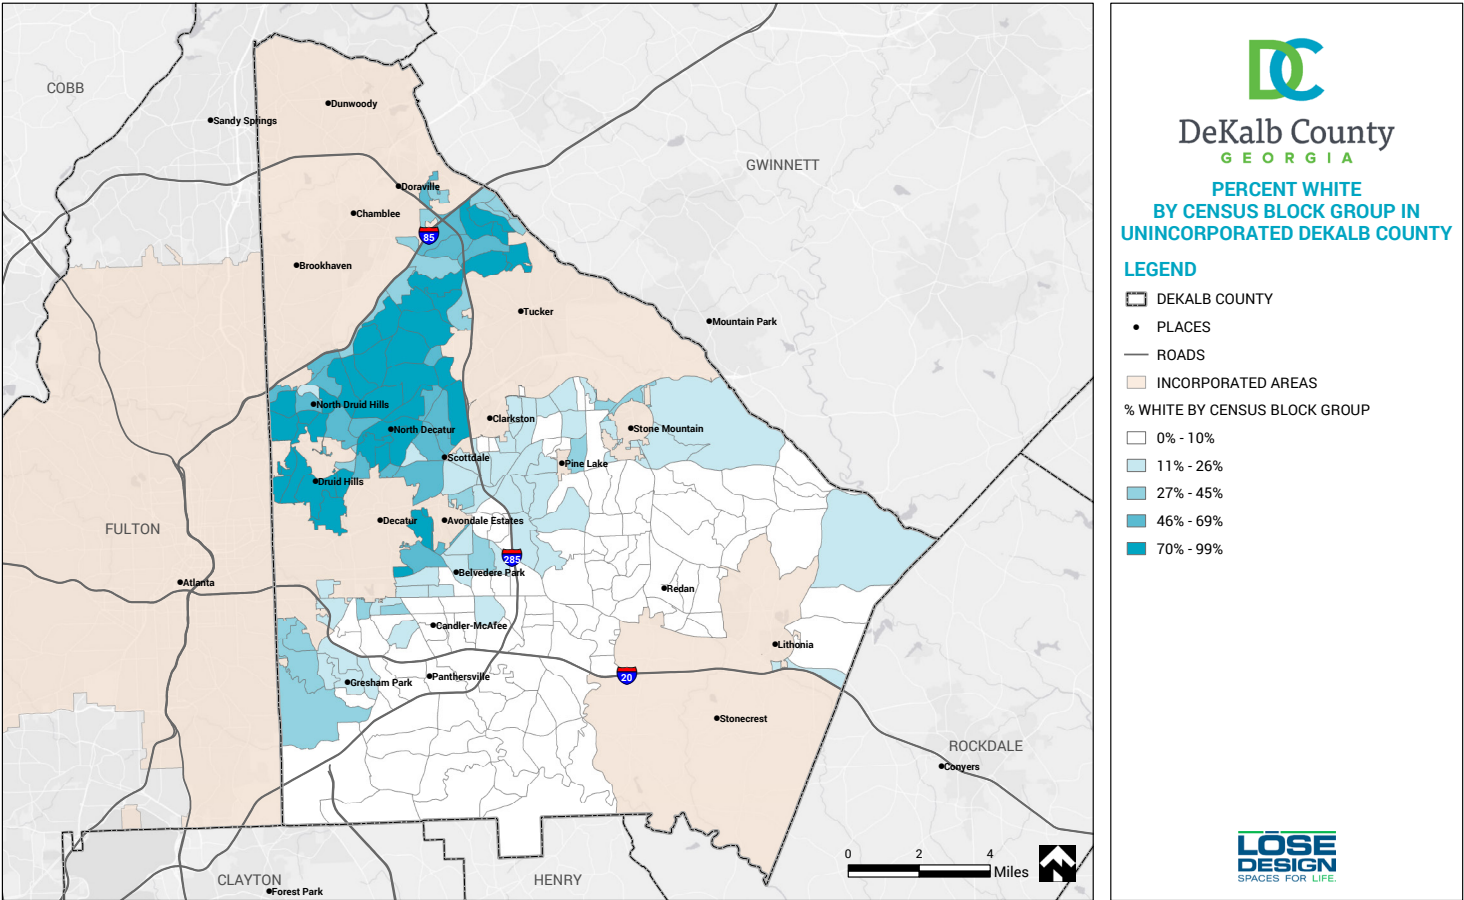 COBB
Dunwoody
Sandy Springs
GWINNETT
Doraville
Chamblee
85
Brookhaven
Tucker
Mountain Park
North Druid Hills
Clarkston
North Decatur
Stone Mountain
Scottdale
Pine Lake
Druid Hills
FULTON
Decatur
Avondale Estates
285
Belvedere Park
Atlanta
Redan
Candler-McAfee
Lithonia
Gresham Park
Panthersville
20
Stonecrest
ROCKDALE
Conyers
0 2 4
Miles
CLAYTON
HENRY
Forest Park
DC
DeKalb County
GEORGIA
PERCENT WHITE
BY CENSUS BLOCK GROUP IN
UNINCORPORATED DEKALB COUNTY
LEGEND
DEKALB COUNTY
PLACES
ROADS
INCORPORATED AREAS
% WHITE BY CENSUS BLOCK GROUP
0% - 10%
11% - 26%
27% - 45%
46% - 69%
70% - 99%
LOSE
DESIGN
SPACES FOR LIFE.